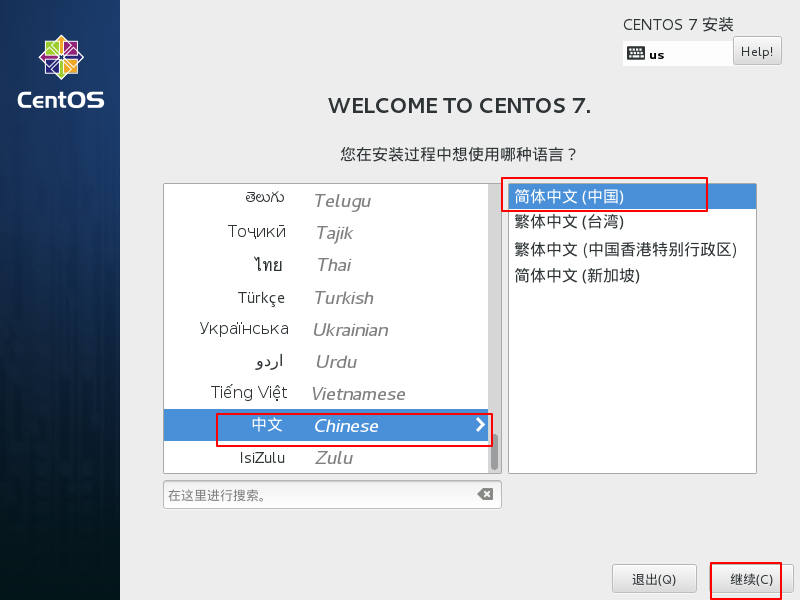 CentOS
CENTOS 7 安装
us
Help!
WELCOME TO CENTOS 7.
您在安装过程中想使用哪种语言？
తెలుగు Telugu
Тоҷикӣ Tajik
ไทย Thai
Türkçe Turkish
Українська Ukrainian
اردو Urdu
Tiếng Việt Vietnamese
中文 Chinese
IsiZulu Zulu
简体中文 (中国)
繁体中文 (台湾)
繁体中文 (中国香港特别行政区)
简体中文 (新加坡)
在这里进行搜索。
退出(Q)
继续(C)